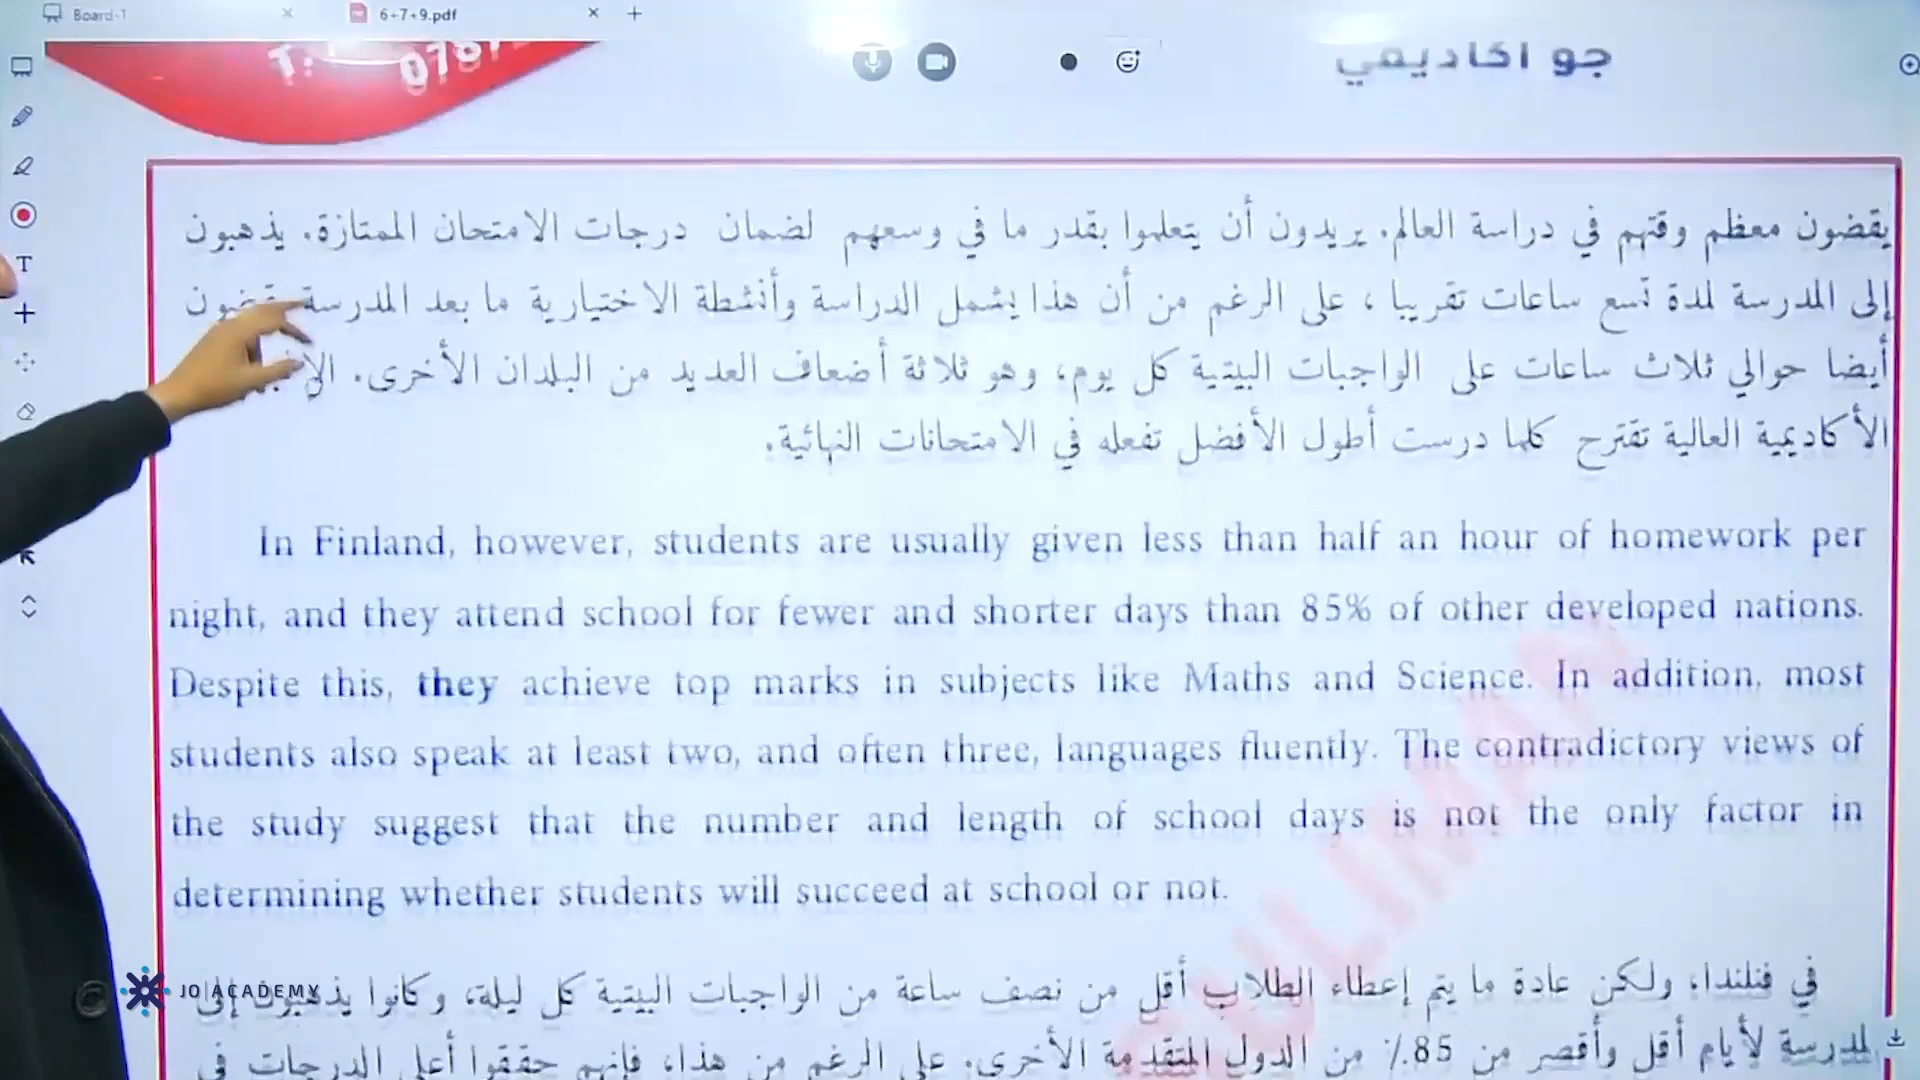 Board-1
6+7+9.pdf
جو اكاديمي
يقضون معظم وقتهم في دراسة العالم. يريدون أن يتعلموا بقدر ما في وسعهم لضمان درجات الامتحان الممتازة. يذهبون
إلى المدرسة لمدة تسع ساعات تقريبا ، على الرغم من أن هذا يشمل الدراسة وأنشطة الاختيارية ما بعد المدرسة
أيضا حوالي ثلاث ساعات على الواجبات البيتية كل يوم، وهو ثلاثة أضعاف العديد من البلدان الأخرى.
الأكاديمية العالية تقترح كلما درست أطول الأفضل تفعله في الامتحانات النهائية.
In Finland, however, students are usually given less than half an hour of homework per
night, and they attend school for fewer and shorter days than 85% of other developed nations.
Despite this, they achieve top marks in subjects like Maths and Science. In addition, most
students also speak at least two, and often three, languages fluently. The contradictory views of
the study suggest that the number and length of school days is not the only factor in
determining whether students will succeed at school or not.
في فنلندا، ولكن عادة ما يتم إعطاء الطلاب أقل من نصف ساعة من الواجبات البيتية كل ليلة، وكانوا يذهبون إلى
لمدرسة لأيام أقل وأقصر من 85٪ من الدول المتقدمة الأخرى. على الرغم من هذا، فإنهم حققوا أعلى الدرجات في
JO ACADEMY